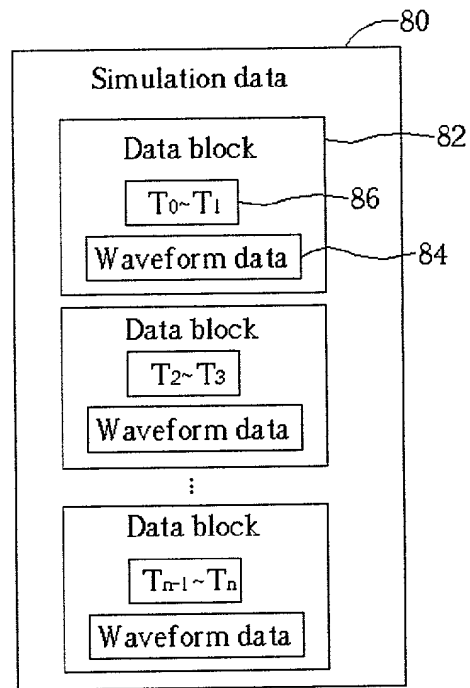 80
Simulation data
82
Data block
T0~T1
86
Waveform data
84
Data block
T2~T3
Waveform data
⋮
Data block
Tn-1~Tn
Waveform data